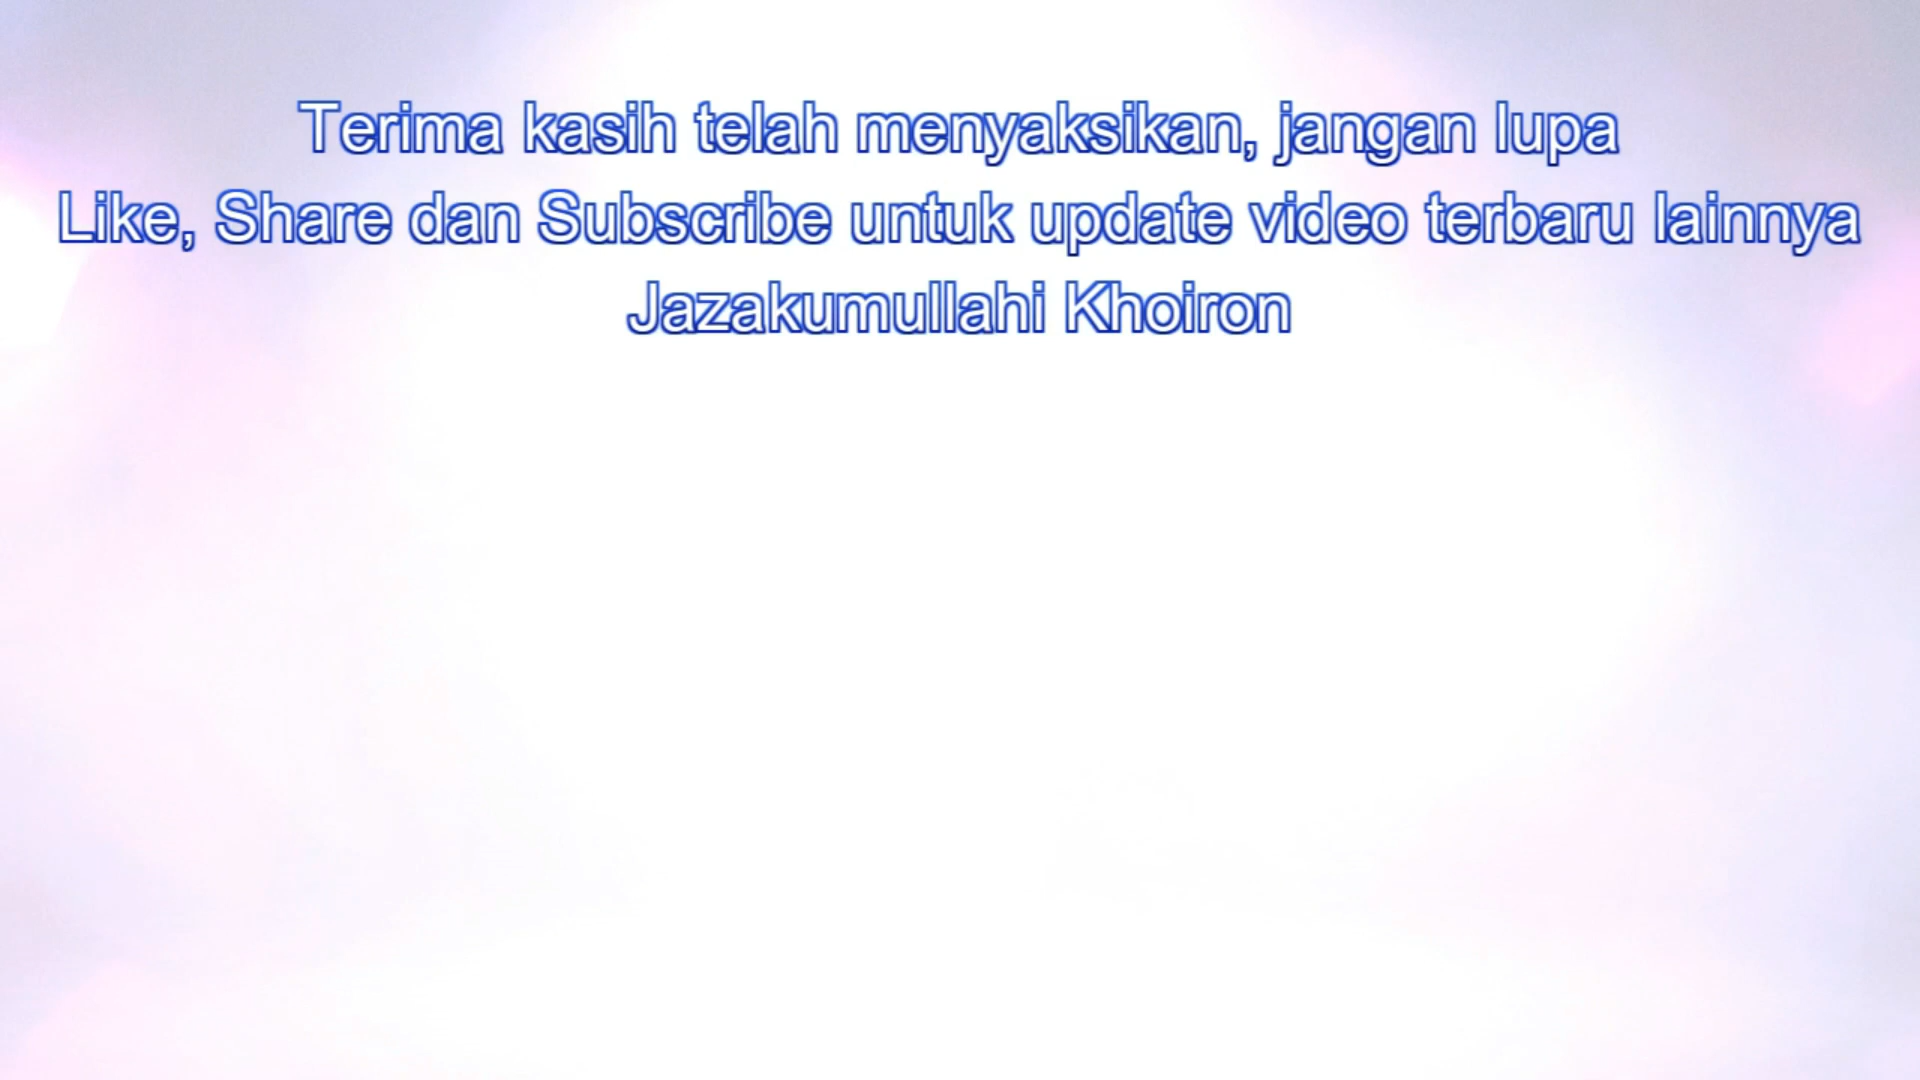 Terima kasih telah menyaksikan, jangan lupa
Like, Share dan Subscribe untuk update video terbaru lainnya
Jazakumullahi Khoiron